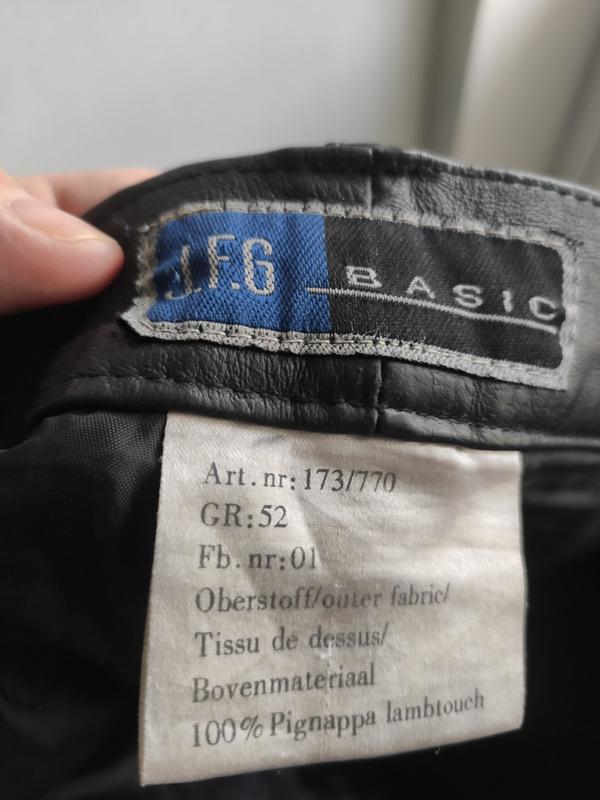 J.F.G BASIC
Art.nr:173/770
GR:52
Fb.nr:01
Oberstoff/outer fabric/
Tissu de dessus/
Bovenmateriaal
100% Pignappa lambtouch